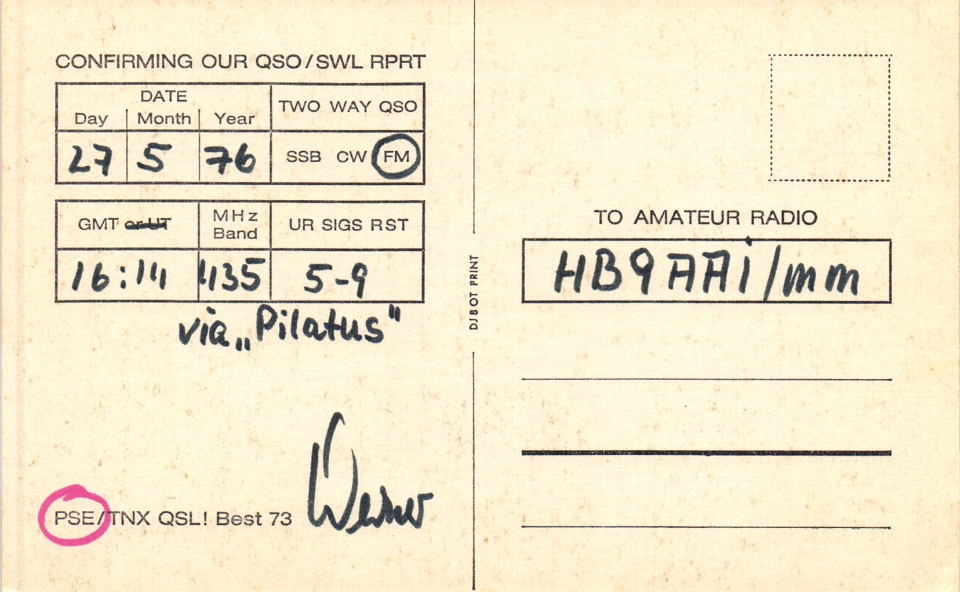 CONFIRMING OUR QSO/SWL RPRT
DATE
Day Month Year
TWO WAY QSO
27 5 76
SSB CW FM
GMT or UT
MHz Band
UR SIGS RST
16:14 435 5-9
via „Pilatus"
Werner
PSE/TNX QSL! Best 73
DJ8OT PRINT
TO AMATEUR RADIO
HB9AAi/mm